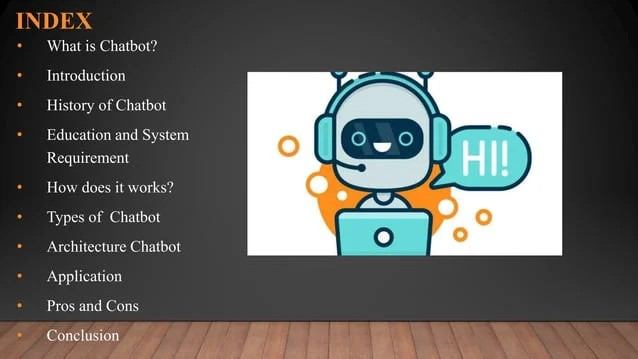 INDEX
• What is Chatbot?
• Introduction
• History of Chatbot
• Education and System
Requirement
• How does it works?
• Types of Chatbot
• Architecture Chatbot
• Application
• Pros and Cons
• Conclusion
HI!